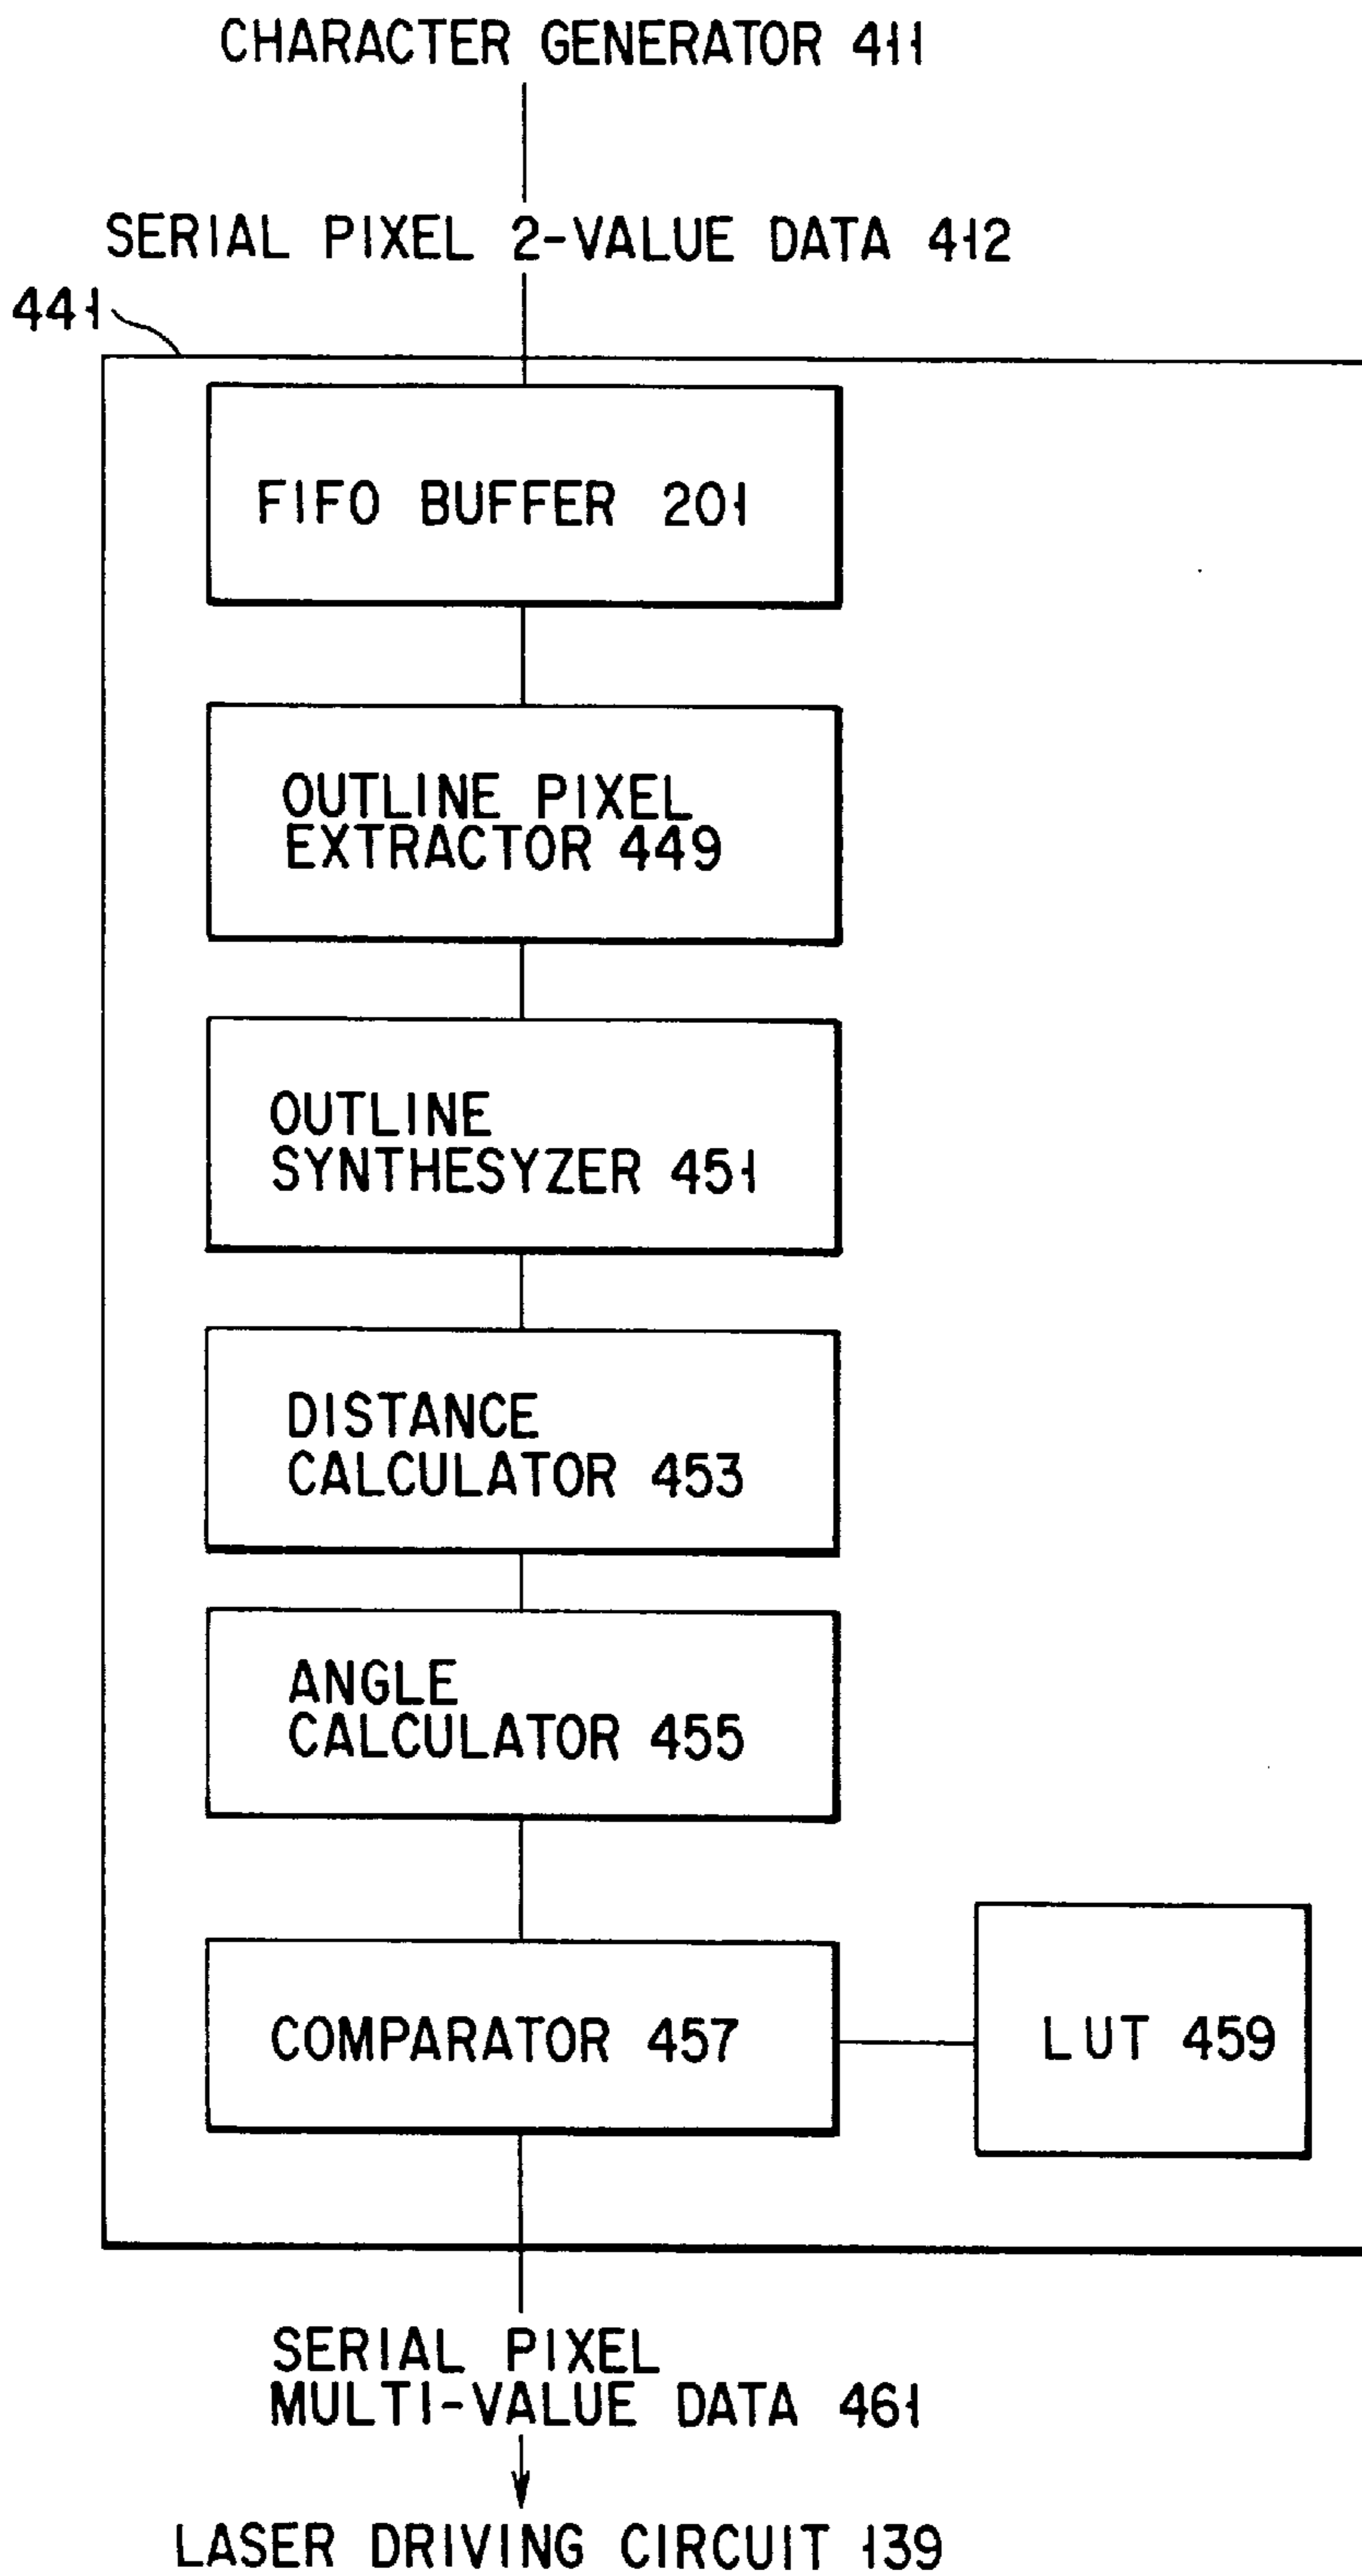 CHARACTER GENERATOR 411
SERIAL PIXEL 2-VALUE DATA 412
441
FIFO BUFFER 201
OUTLINE PIXEL
EXTRACTOR 449
OUTLINE
SYNTHESYZER 451
DISTANCE
CALCULATOR 453
ANGLE
CALCULATOR 455
COMPARATOR 457
LUT 459
SERIAL PIXEL
MULTI-VALUE DATA 461
LASER DRIVING CIRCUIT 139